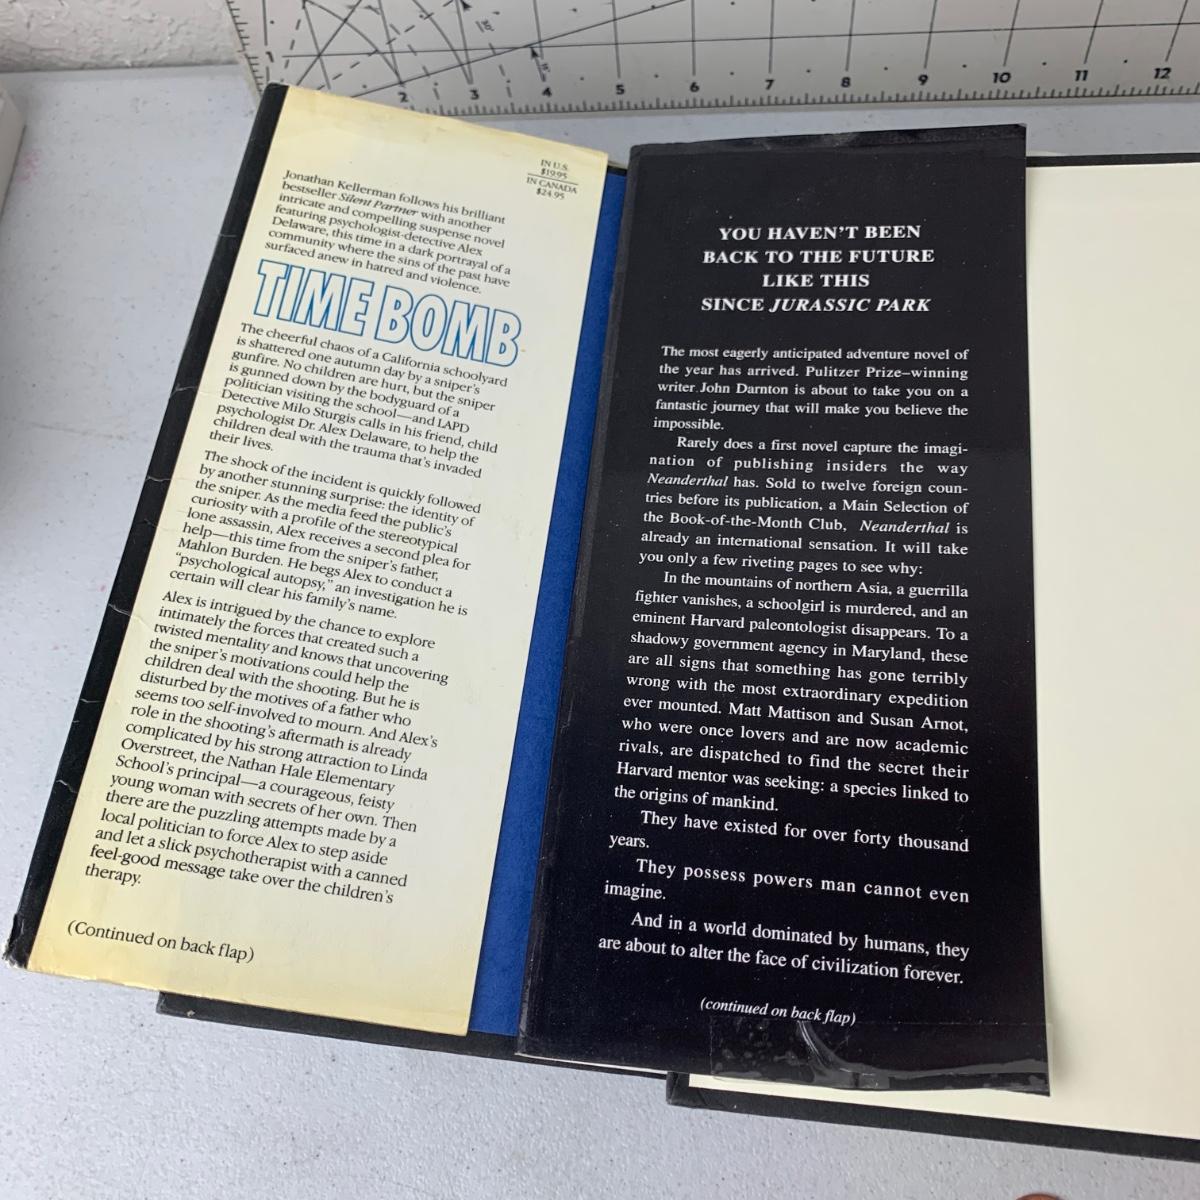 1
2
3
4
5
6
7
8
9
10
11
12
IN U.S.
$19.95
IN CANADA
$24.95
Jonathan Kellerman follows his brilliant
bestseller Silent Partner with another
intricate and compelling suspense novel
featuring psychologist-detective Alex
Delaware, this time in a dark portrayal of a
community where the sins of the past have
surfaced anew in hatred and violence.
TIME BOMB
The cheerful chaos of a California schoolyard
is shattered one autumn day by a sniper's
gunfire. No children are hurt, but the sniper
is gunned down by the bodyguard of a
politician visiting the school—and LAPD
Detective Milo Sturgis calls in his friend, child
psychologist Dr. Alex Delaware, to help the
children deal with the trauma that's invaded
their lives.
The shock of the incident is quickly followed
by another stunning surprise: the identity of
the sniper. As the media feed the public's
curiosity with a profile of the stereotypical
lone assassin, Alex receives a second plea for
help—this time from the sniper's father,
Mahlon Burden. He begs Alex to conduct a
"psychological autopsy," an investigation he is
certain will clear his family's name.
Alex is intrigued by the chance to explore
intimately the forces that created such a
twisted mentality and knows that uncovering
the sniper's motivations could help the
children deal with the shooting. But he is
disturbed by the motives of a father who
seems too self-involved to mourn. And Alex's
role in the shooting's aftermath is already
complicated by his strong attraction to Linda
Overstreet, the Nathan Hale Elementary
School's principal—a courageous, feisty
young woman with secrets of her own. Then
there are the puzzling attempts made by a
local politician to force Alex to step aside
and let a slick psychotherapist with a canned
feel-good message take over the children's
therapy.
(Continued on back flap)
YOU HAVEN'T BEEN
BACK TO THE FUTURE
LIKE THIS
SINCE JURASSIC PARK
The most eagerly anticipated adventure novel of
the year has arrived. Pulitzer Prize–winning
writer John Darnton is about to take you on a
fantastic journey that will make you believe the
impossible.
Rarely does a first novel capture the imagi-
nation of publishing insiders the way
Neanderthal has. Sold to twelve foreign coun-
tries before its publication, a Main Selection of
the Book-of-the-Month Club, Neanderthal is
already an international sensation. It will take
you only a few riveting pages to see why:
In the mountains of northern Asia, a guerrilla
fighter vanishes, a schoolgirl is murdered, and an
eminent Harvard paleontologist disappears. To a
shadowy government agency in Maryland, these
are all signs that something has gone terribly
wrong with the most extraordinary expedition
ever mounted. Matt Mattison and Susan Arnot,
who were once lovers and are now academic
rivals, are dispatched to find the secret their
Harvard mentor was seeking: a species linked to
the origins of mankind.
They have existed for over forty thousand
years.
They possess powers man cannot even
imagine.
And in a world dominated by humans, they
are about to alter the face of civilization forever.
(continued on back flap)